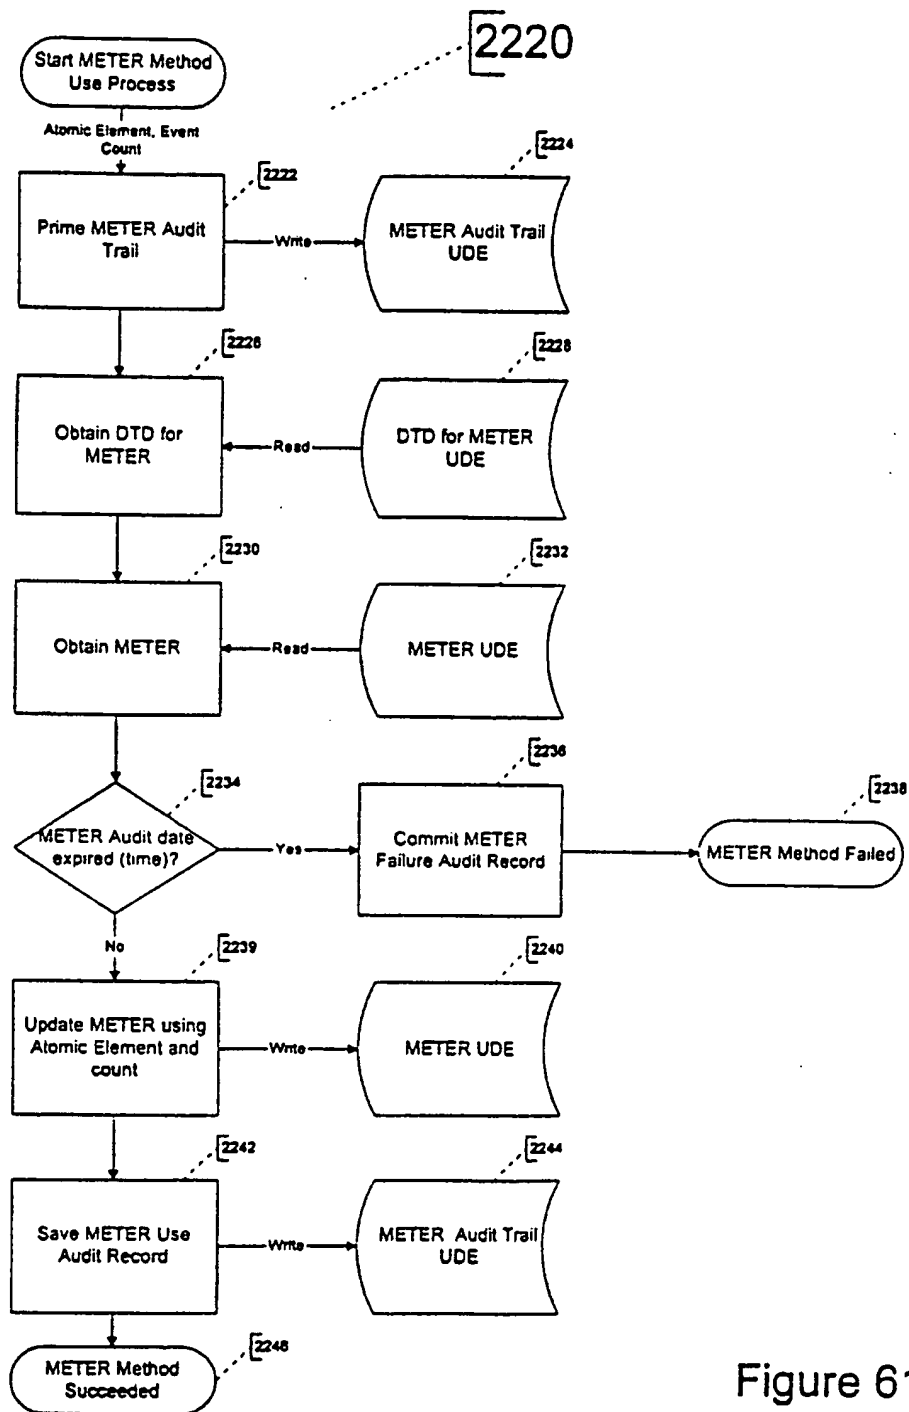 2220
Start METER Method
Use Process
Atomic Element, Event
Count
2222
2224
Prime METER Audit
Trail
Write
METER Audit Trail
UDE
2226
2228
Obtain DTD for
METER
Read
DTD for METER
UDE
2230
2232
Obtain METER
Read
METER UDE
2234
2236
2238
METER Audit date
expired (time)?
Yes
Commit METER
Failure Audit Record
METER Method Failed
No
2239
2240
Update METER using
Atomic Element and
count
Write
METER UDE
2242
2244
Save METER Use
Audit Record
Write
METER Audit Trail
UDE
2246
METER Method
Succeeded
Figure 61